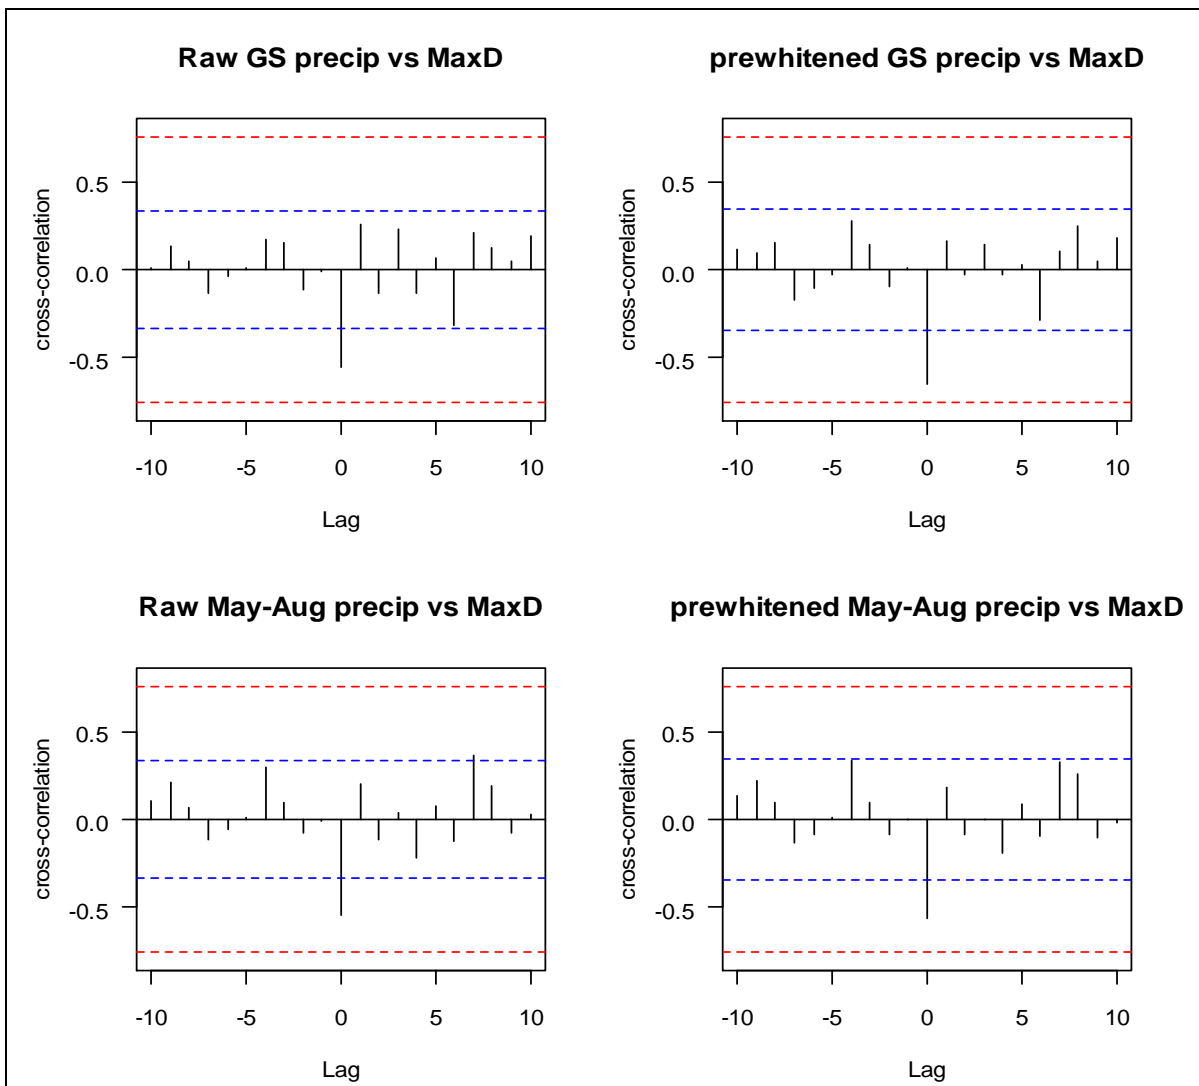 Raw GS precip vs MaxD
cross-correlation
0.5
0.0
-0.5
-10 -5 0 5 10
Lag
prewhitened GS precip vs MaxD
cross-correlation
0.5
0.0
-0.5
-10 -5 0 5 10
Lag
Raw May-Aug precip vs MaxD
cross-correlation
0.5
0.0
-0.5
-10 -5 0 5 10
Lag
prewhitened May-Aug precip vs MaxD
cross-correlation
0.5
0.0
-0.5
-10 -5 0 5 10
Lag